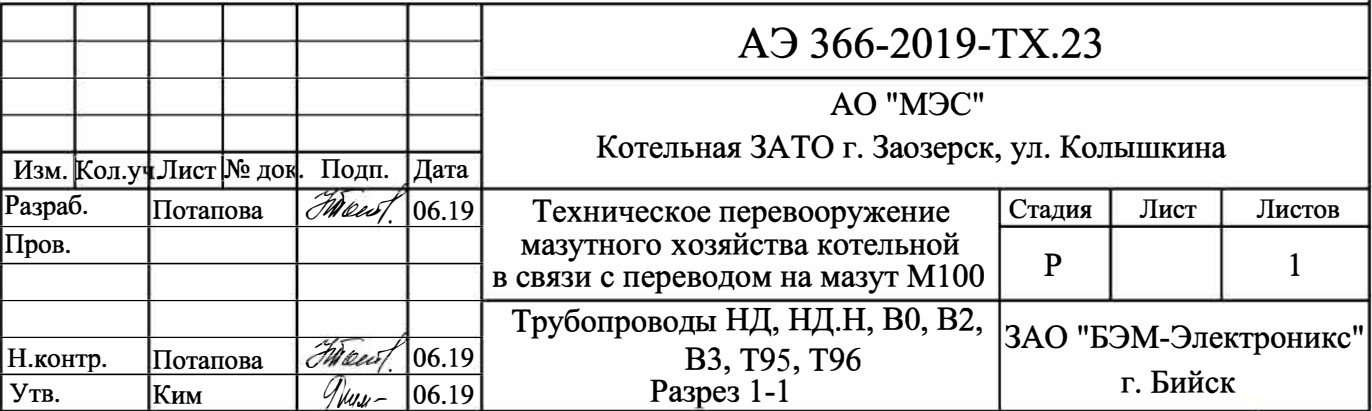 АЭ 366-2019-ТХ.23
АО "МЭС"
Котельная ЗАТО г. Заозерск, ул. Колышкина
Изм. Кол.уч Лист № док. Подп. Дата
Разраб. Потапова 06.19
Пров.
Техническое перевооружение
мазутного хозяйства котельной
в связи с переводом на мазут М100
Стадия Лист Листов
Р 1
Трубопроводы НД, НД.Н, В0, В2,
В3, Т95, Т96
Разрез 1-1
ЗАО "БЭМ-Электроникс"
г. Бийск
Н.контр. Потапова 06.19
Утв. Ким 06.19